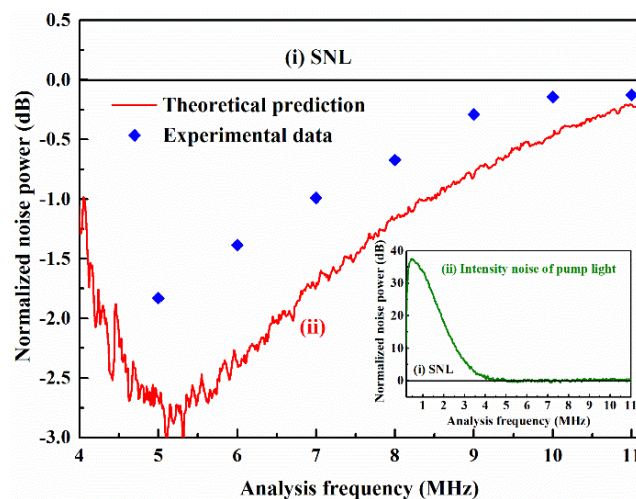 0.5
0.0
-0.5
-1.0
-1.5
-2.0
-2.5
-3.0
Normalized noise power (dB)
(i) SNL
Theoretical prediction
Experimental data
(ii)
4 5 6 7 8 9 10 11
Analysis frequency (MHz)
40
30
20
10
0
Normalized noise power (dB)
(ii) Intensity noise of pump light
(i) SNL
1 2 3 4 5 6 7 8 9 10 11
Analysis frequency (MHz)